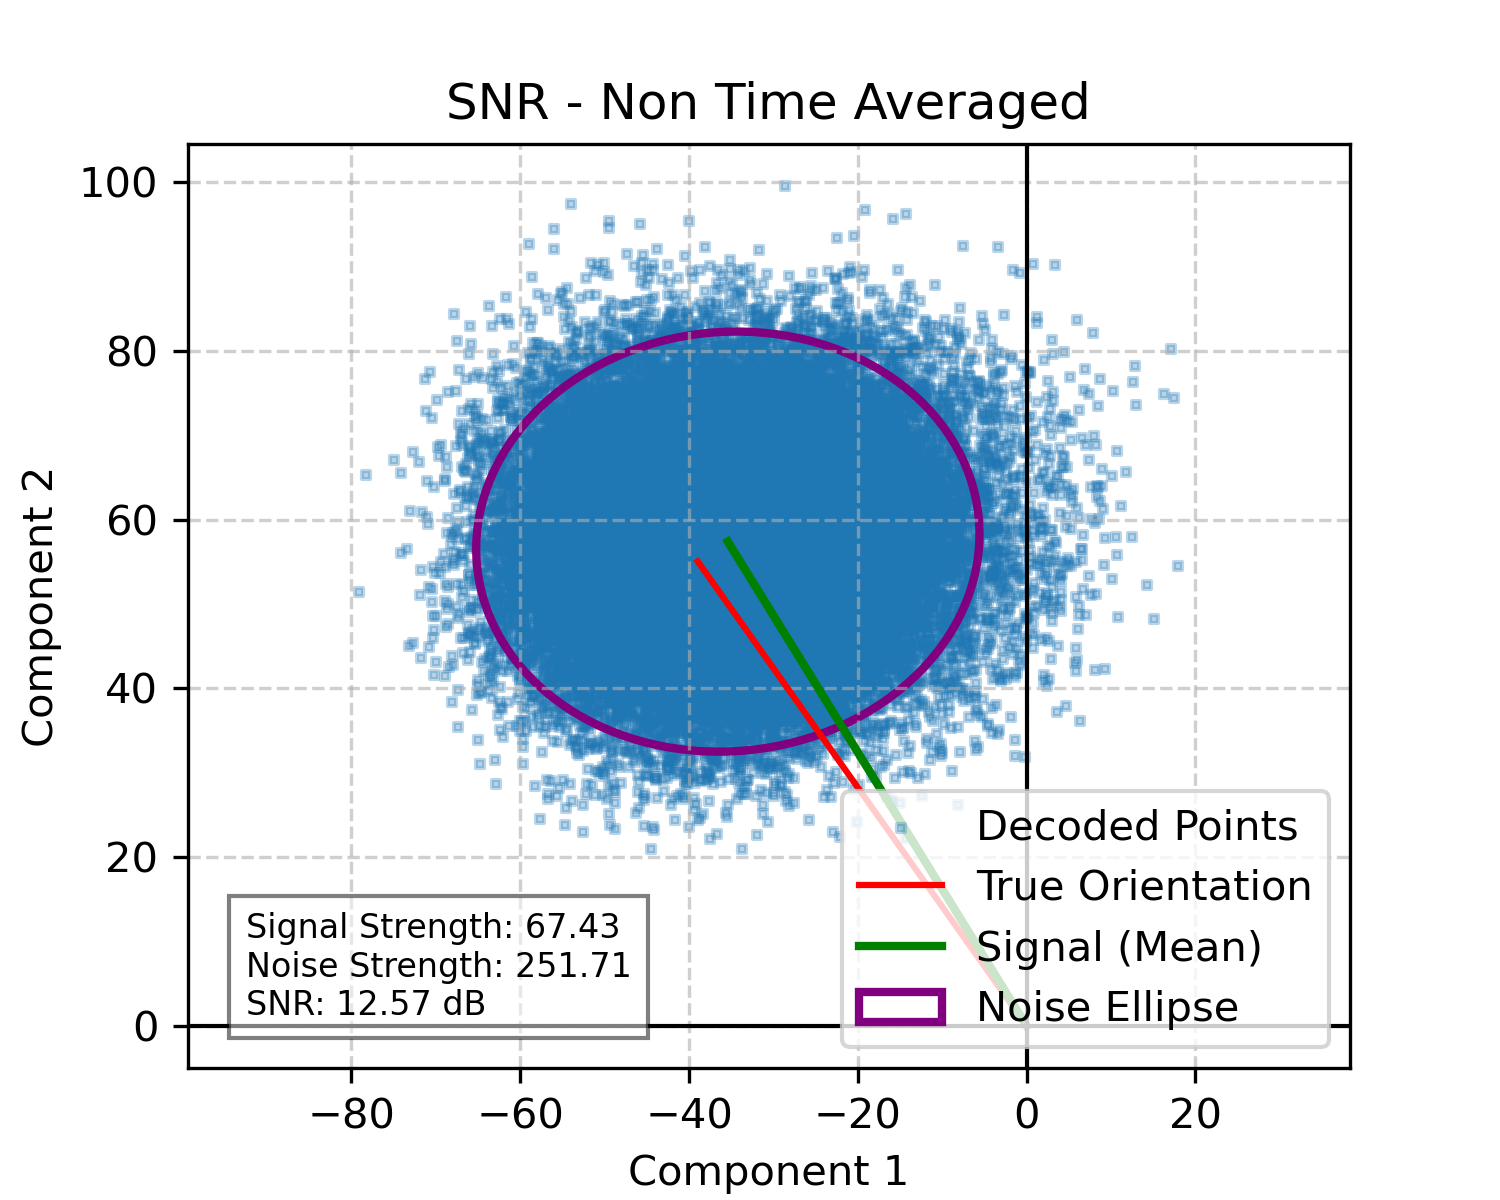 SNR - Non Time Averaged
100
80
60
40
20
0
Component 2
Signal Strength: 67.43
Noise Strength: 251.71
SNR: 12.57 dB
Decoded Points
True Orientation
Signal (Mean)
Noise Ellipse
−80
−60
−40
−20
0
20
Component 1